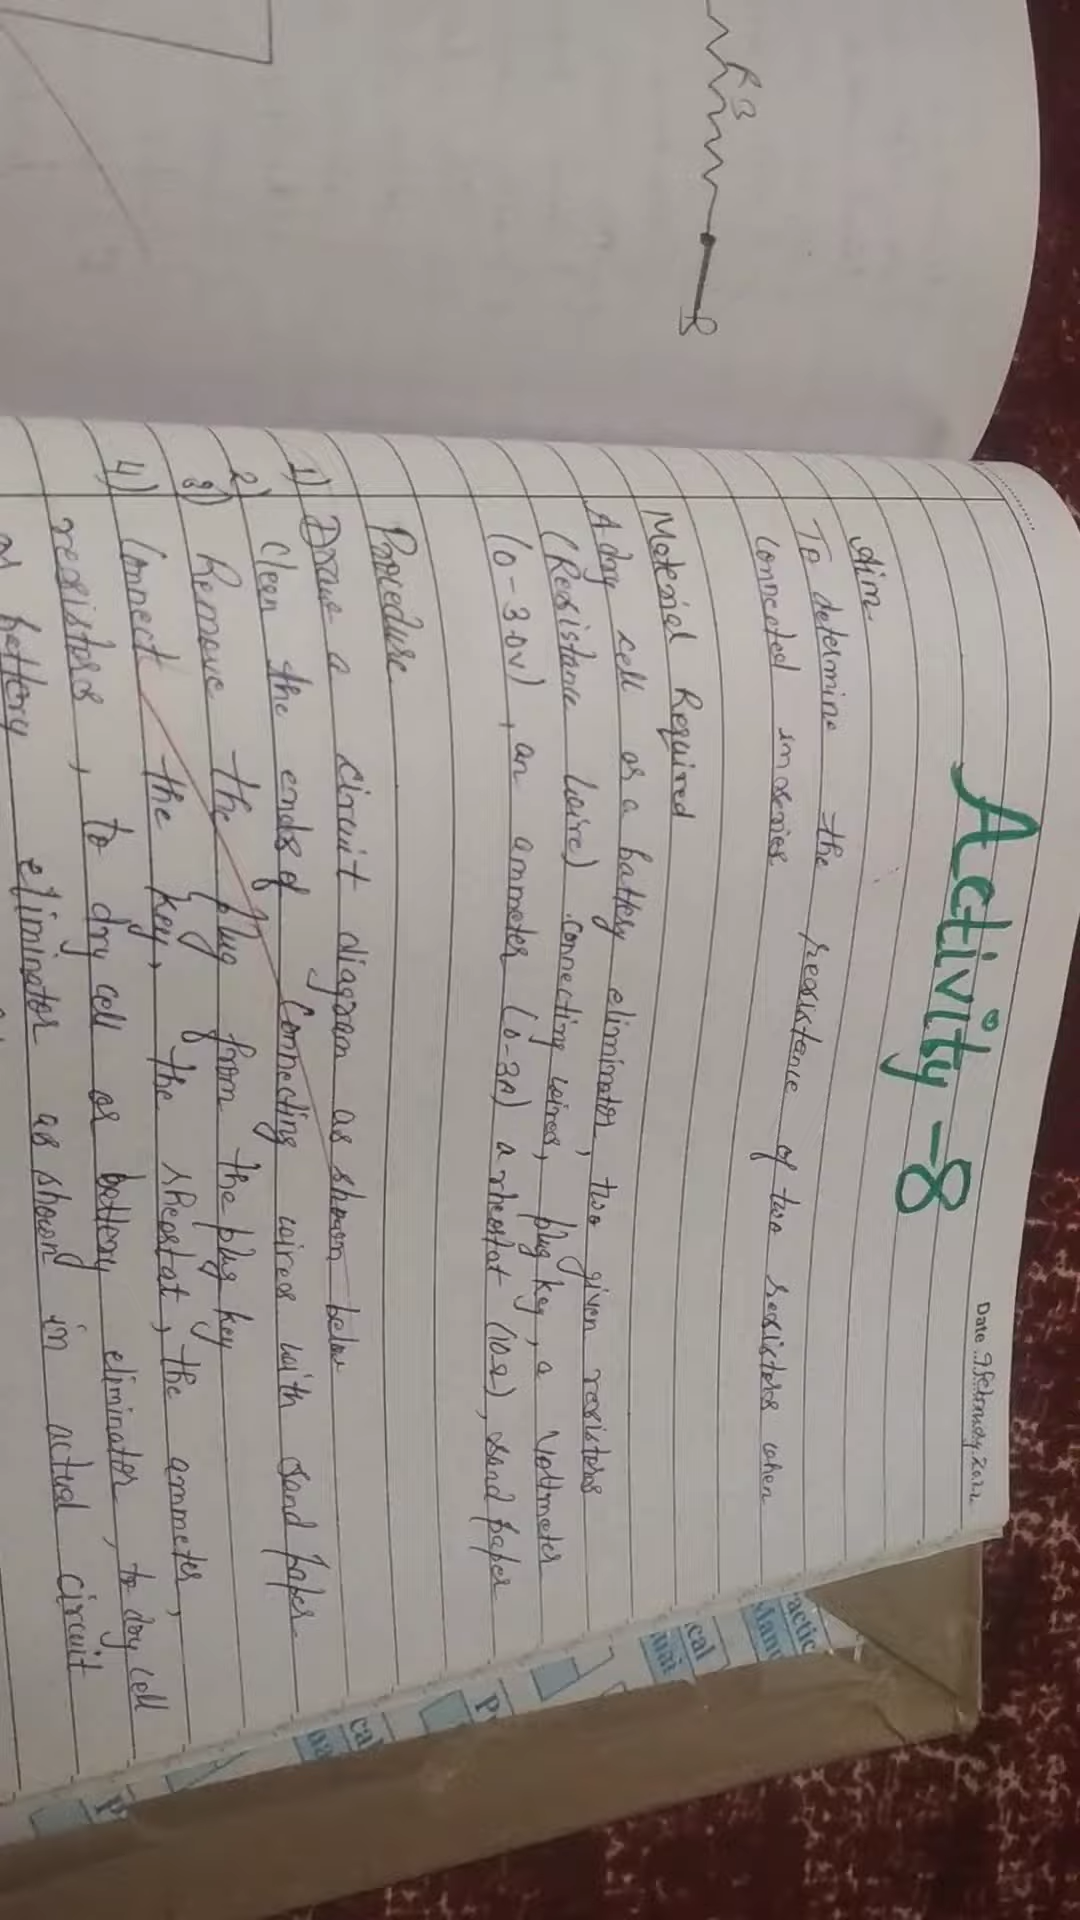 R3
B
Date 9 February 2022
Activity -8
Aim
To determine the resistance of two resistors when
connected in series
Material Required
A dry cell or a battery eliminator, two given resistors
(Resistance wire) connecting wires, plug key, a Voltmeter
(0-3.0v), an ammeter (0-3A) a rheostat (10Ω), sand paper
Procedure
1) Draw a circuit diagram as shown below
2) Clean the ends of connecting wires with sand paper
3) Remove the plug from the plug key
4) Connect the key, the rheostat, the ammeter,
resistors, to dry cell or battery eliminator, to dry cell
or battery eliminator as shown in actual circuit